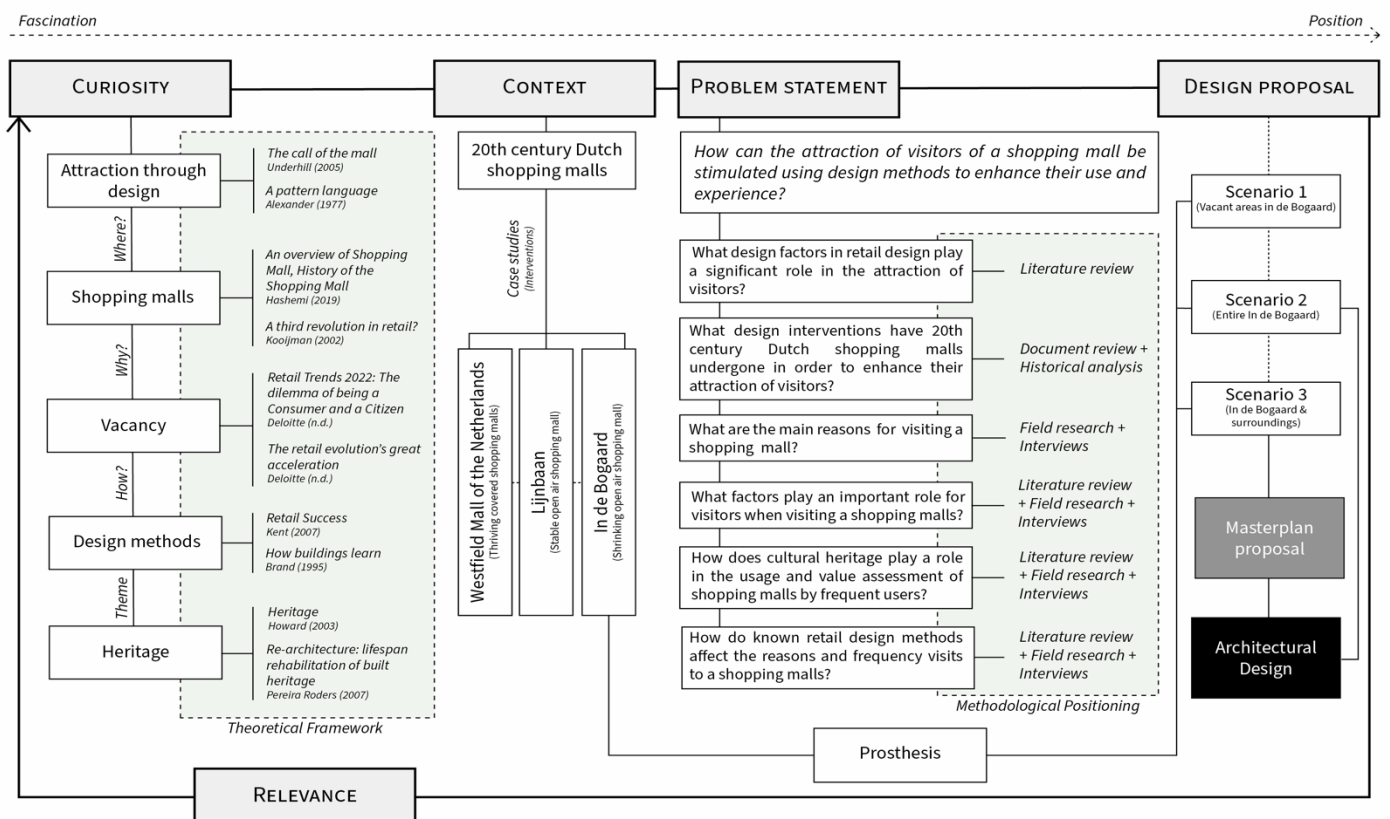 Fascination
Position
CURIOSITY
CONTEXT
PROBLEM STATEMENT
DESIGN PROPOSAL
Attraction through
design
The call of the mall
Underhill (2005)
A pattern language
Alexander (1977)
Where?
Shopping malls
An overview of Shopping
Mall, History of the
Shopping Mall
Hashemi (2019)
A third revolution in retail?
Kooijman (2002)
Why?
Vacancy
Retail Trends 2022: The
dilemma of being a
Consumer and a Citizen
Deloitte (n.d.)
The retail evolution's great
acceleration
Deloitte (n.d.)
How?
Design methods
Retail Success
Kent (2007)
How buildings learn
Brand (1995)
Theme
Heritage
Heritage
Howard (2003)
Re-architecture: lifespan
rehabilitation of built
heritage
Pereira Roders (2007)
Theoretical Framework
20th century Dutch
shopping malls
Case studies
(Interventions)
Westfield Mall of the Netherlands
(Thriving covered shopping malls)
Lijnbaan
(Stable open air shopping mall)
In de Bogaard
(Shrinking open air shopping mall)
How can the attraction of visitors of a shopping mall be
stimulated using design methods to enhance their use and
experience?
What design factors in retail design play
a significant role in the attraction of
visitors?
Literature review
What design interventions have 20th
century Dutch shopping malls
undergone in order to enhance their
attraction of visitors?
Document review +
Historical analysis
What are the main reasons for visiting a
shopping mall?
Field research +
Interviews
What factors play an important role for
visitors when visiting a shopping malls?
Literature review
+ Field research +
Interviews
How does cultural heritage play a role
in the usage and value assessment of
shopping malls by frequent users?
Literature review
+ Field research +
Interviews
How do known retail design methods
affect the reasons and frequency visits
to a shopping malls?
Literature review
+ Field research +
Interviews
Methodological Positioning
Scenario 1
(Vacant areas in de Bogaard)
Scenario 2
(Entire In de Bogaard)
Scenario 3
(In de Bogaard &
surroundings)
Masterplan
proposal
Architectural
Design
Prosthesis
RELEVANCE